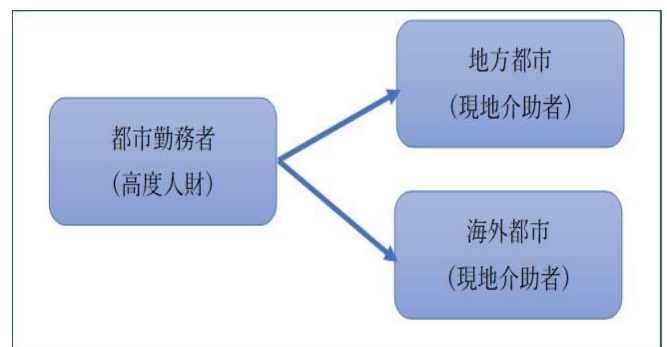 都市勤務者
（高度人財）
地方都市
（現地介助者）
海外都市
（現地介助者）